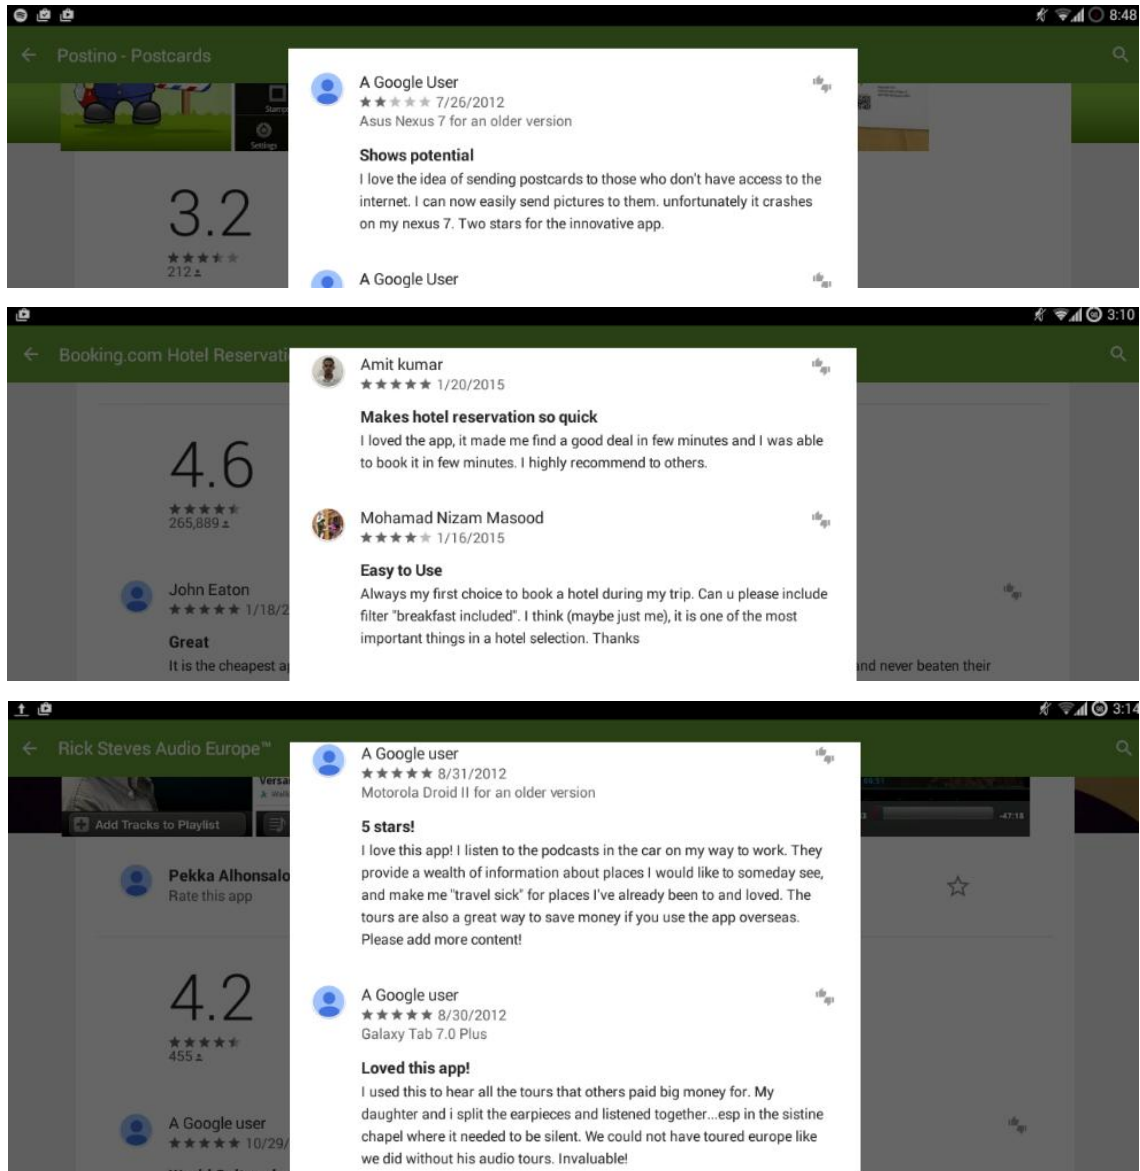 8:48
Postino - Postcards
A Google User
7/26/2012
Asus Nexus 7 for an older version
Stamp
Settings
Shows potential
I love the idea of sending postcards to those who don't have access to the
internet. I can now easily send pictures to them. unfortunately it crashes
on my nexus 7. Two stars for the innovative app.
3.2
212
A Google User
3:10
Booking.com Hotel Reservati
Amit kumar
1/20/2015
Makes hotel reservation so quick
I loved the app, it made me find a good deal in few minutes and I was able
to book it in few minutes. I highly recommend to others.
4.6
265,889
Mohamad Nizam Masood
1/16/2015
Easy to Use
Always my first choice to book a hotel during my trip. Can u please include
filter "breakfast included". I think (maybe just me), it is one of the most
important things in a hotel selection. Thanks
John Eaton
1/18/2
Great
It is the cheapest a
and never beaten their
3:14
Rick Steves Audio Europe™
A Google user
8/31/2012
Motorola Droid II for an older version
Versa
Add Tracks to Playlist
-47:18
5 stars!
I love this app! I listen to the podcasts in the car on my way to work. They
provide a wealth of information about places I would like to someday see,
and make me "travel sick" for places I've already been to and loved. The
tours are also a great way to save money if you use the app overseas.
Please add more content!
Pekka Alhonsalo
Rate this app
4.2
455
A Google user
8/30/2012
Galaxy Tab 7.0 Plus
Loved this app!
I used this to hear all the tours that others paid big money for. My
daughter and i split the earpieces and listened together...esp in the sistine
chapel where it needed to be silent. We could not have toured europe like
we did without his audio tours. Invaluable!
A Google user
10/29/